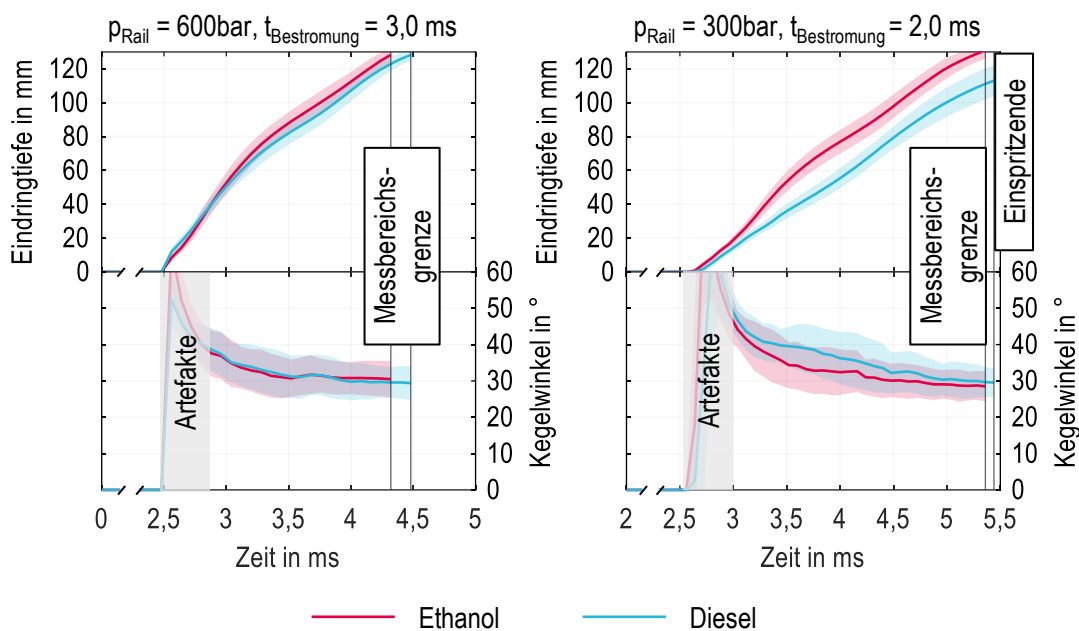 pRail = 600bar, tBestromung = 3,0 ms
Eindringtiefe in mm
120
100
80
60
40
20
0
Messbereichs-
grenze
Artefakte
60
50
40
30
20
10
0
Kegelwinkel in °
0
2,5
3
3,5
4
4,5
5
Zeit in ms
pRail = 300bar, tBestromung = 2,0 ms
Eindringtiefe in mm
120
100
80
60
40
20
0
Messbereichs-
grenze
Einspritzende
Artefakte
60
50
40
30
20
10
0
Kegelwinkel in °
2
2,5
3
3,5
4
4,5
5
5,5
Zeit in ms
Ethanol
Diesel